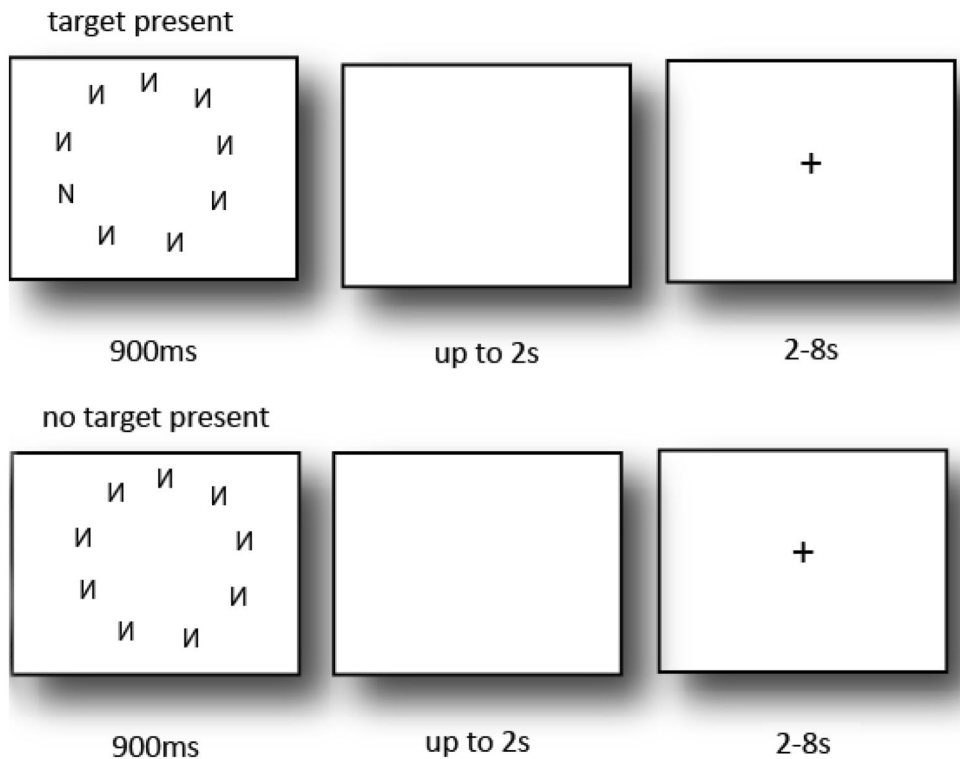 target present
И И И
И И
N И
И И
+
900ms up to 2s 2-8s
no target present
И И И
И И
И И
И И
+
900ms up to 2s 2-8s